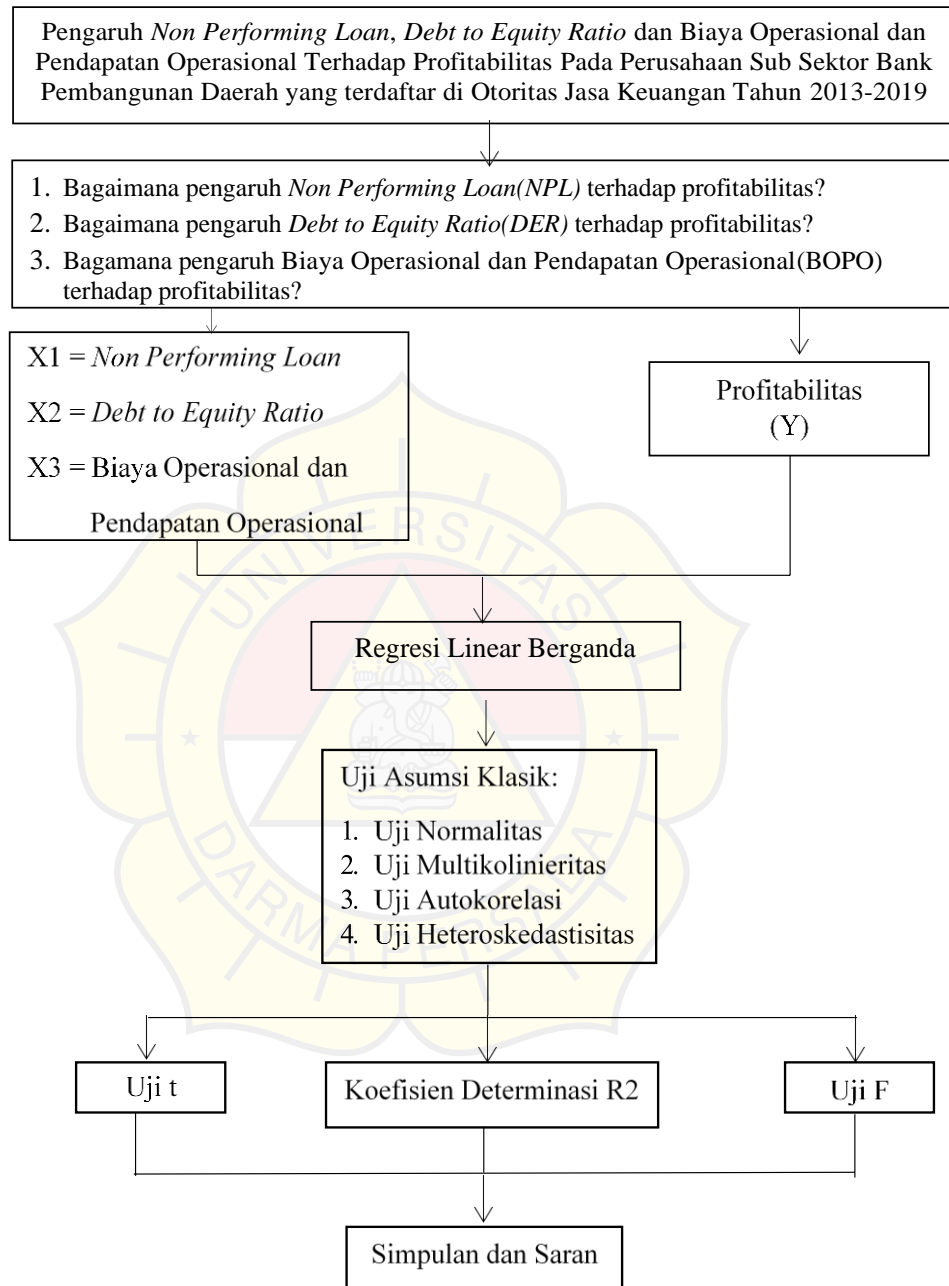 Pengaruh Non Performing Loan, Debt to Equity Ratio dan Biaya Operasional dan
Pendapatan Operasional Terhadap Profitabilitas Pada Perusahaan Sub Sektor Bank
Pembangunan Daerah yang terdaftar di Otoritas Jasa Keuangan Tahun 2013-2019
1. Bagaimana pengaruh Non Performing Loan(NPL) terhadap profitabilitas?
2. Bagaimana pengaruh Debt to Equity Ratio(DER) terhadap profitabilitas?
3. Bagamana pengaruh Biaya Operasional dan Pendapatan Operasional(BOPO)
terhadap profitabilitas?
X1 = Non Performing Loan
X2 = Debt to Equity Ratio
X3 = Biaya Operasional dan
Pendapatan Operasional
Profitabilitas
(Y)
UNIVERSITAS
DARMA PERSADA
Regresi Linear Berganda
Uji Asumsi Klasik:
1. Uji Normalitas
2. Uji Multikolinieritas
3. Uji Autokorelasi
4. Uji Heteroskedastisitas
Uji t
Koefisien Determinasi R2
Uji F
Simpulan dan Saran